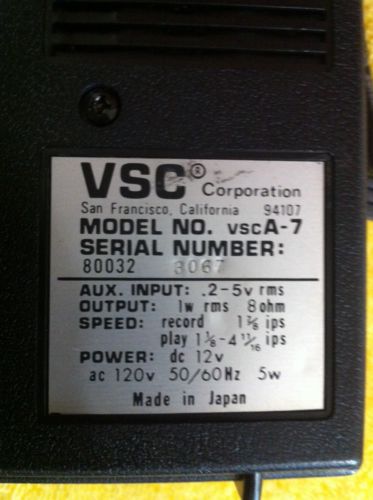 VSC® Corporation
San Francisco, California 94107
MODEL NO. vscA-7
SERIAL NUMBER:
80032 3067
AUX. INPUT: .2-5v rms
OUTPUT: 1w rms 8ohm
SPEED: record 1⅞ ips
play 1⅛-4 11/16 ips
POWER: dc 12v
ac 120v 50/60Hz 5w
Made in Japan